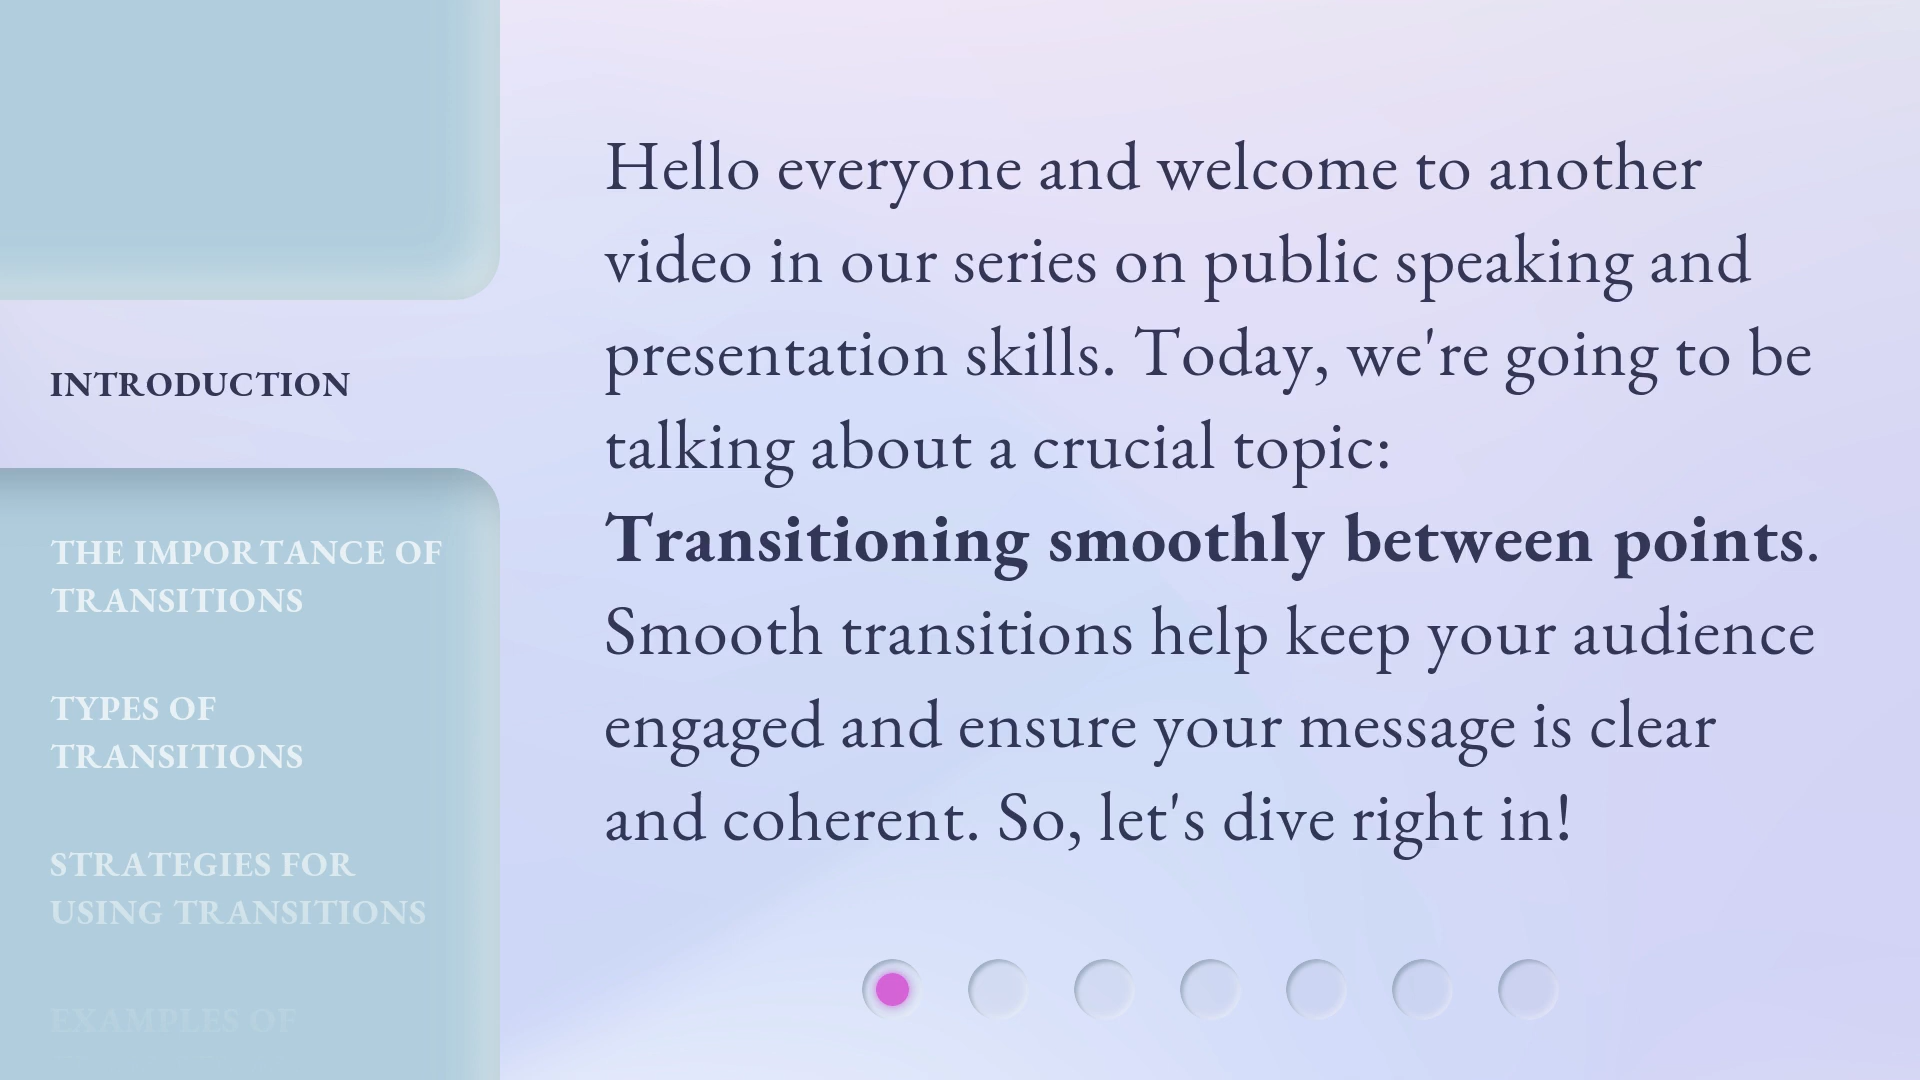 INTRODUCTION
THE IMPORTANCE OF
TRANSITIONS
TYPES OF
TRANSITIONS
STRATEGIES FOR
USING TRANSITIONS
EXAMPLES OF
Hello everyone and welcome to another
video in our series on public speaking and
presentation skills. Today, we're going to be
talking about a crucial topic:
Transitioning smoothly between points.
Smooth transitions help keep your audience
engaged and ensure your message is clear
and coherent. So, let's dive right in!